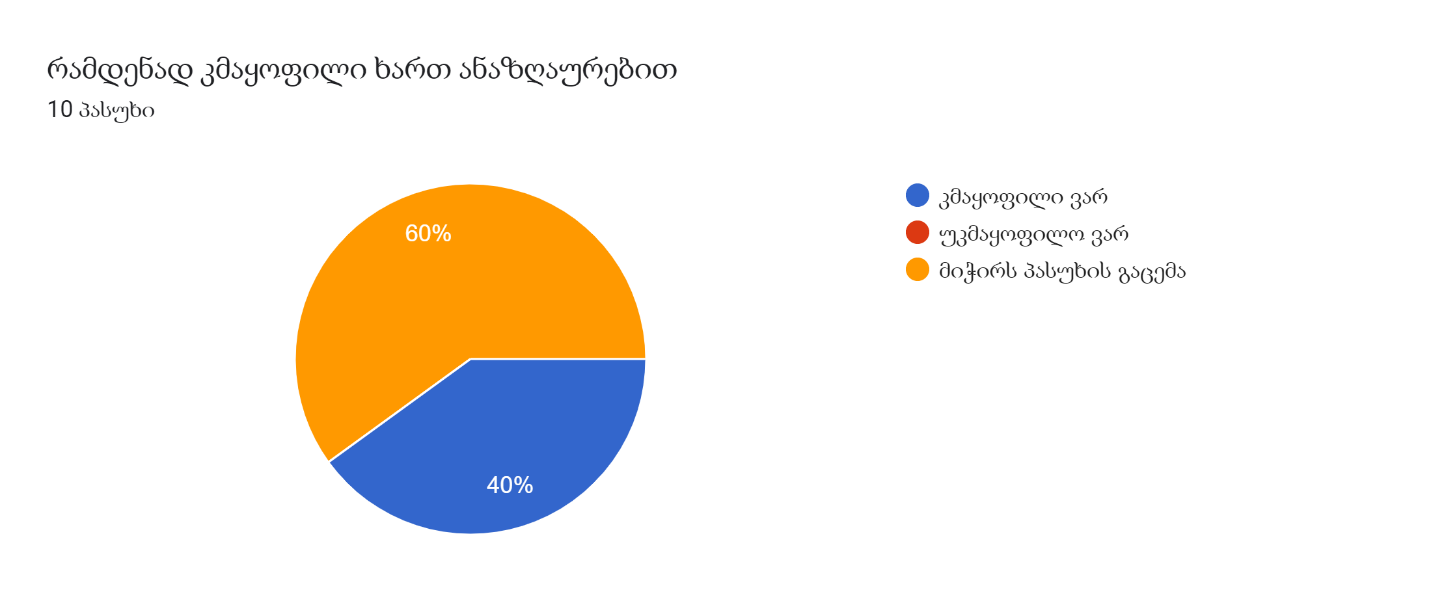 რამდენად კმაყოფილი ხართ ანაზღაურებით
10 პასუხი
60%
40%
კმაყოფილი ვარ
უკმაყოფილო ვარ
მიჭირს პასუხის გაცემა